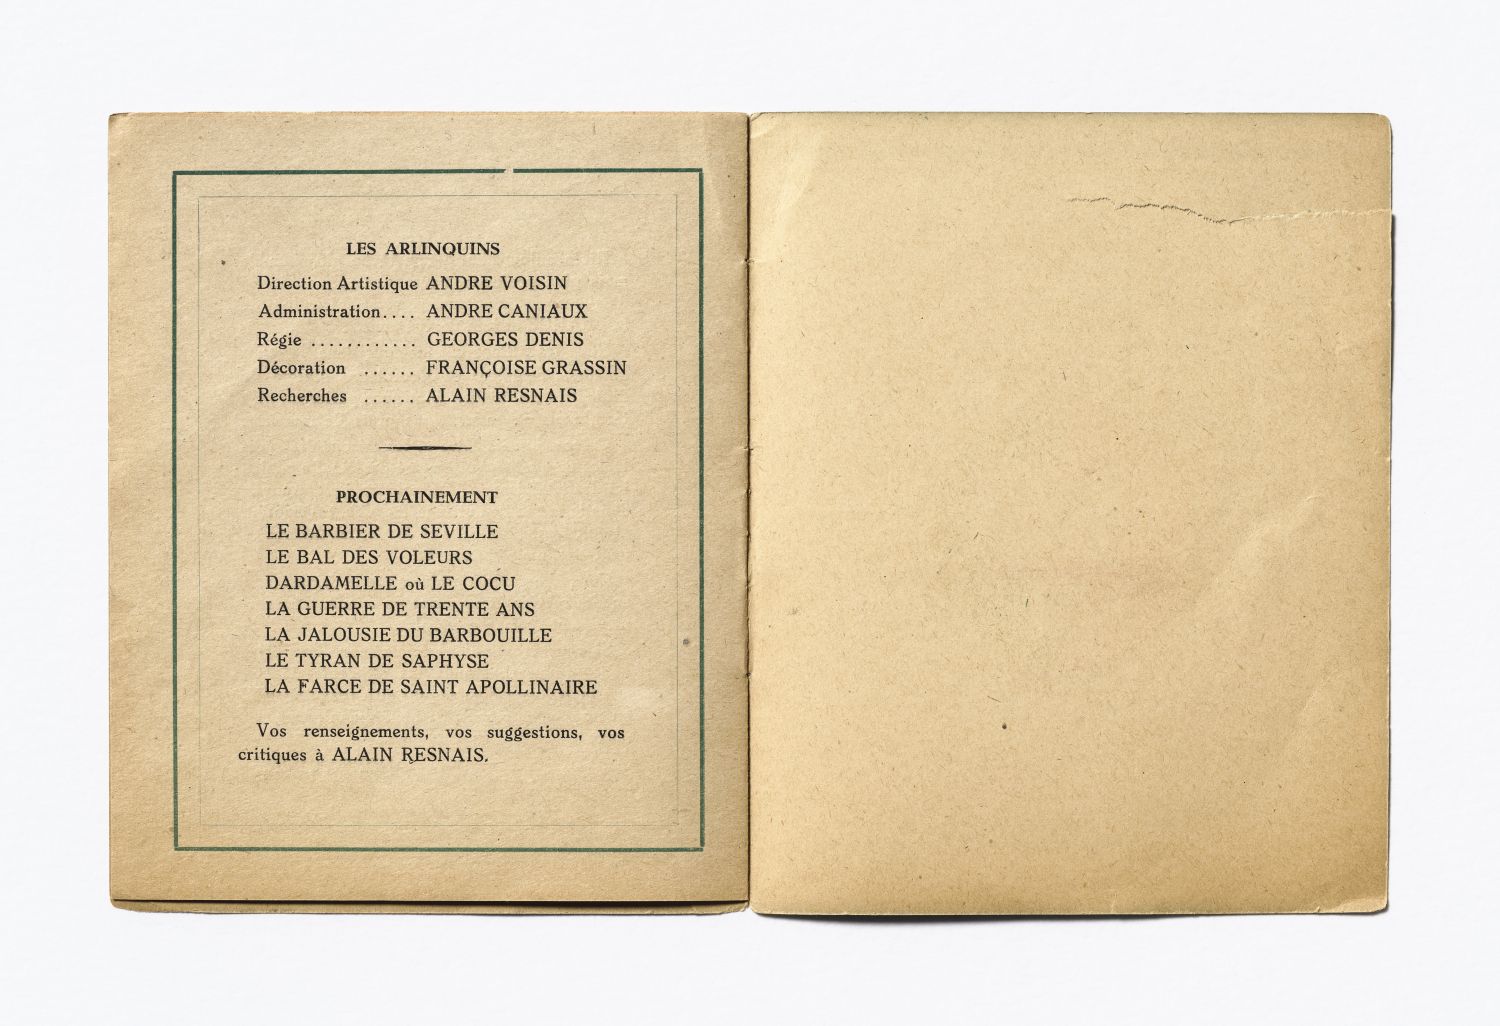 LES ARLINQUINS
Direction Artistique ANDRE VOISIN
Administration.... ANDRE CANIAUX
Régie ............ GEORGES DENIS
Décoration ...... FRANÇOISE GRASSIN
Recherches ...... ALAIN RESNAIS
PROCHAINEMENT
LE BARBIER DE SEVILLE
LE BAL DES VOLEURS
DARDAMELLE où LE COCU
LA GUERRE DE TRENTE ANS
LA JALOUSIE DU BARBOUILLE
LE TYRAN DE SAPHYSE
LA FARCE DE SAINT APOLLINAIRE
Vos renseignements, vos suggestions, vos
critiques à ALAIN RESNAIS.